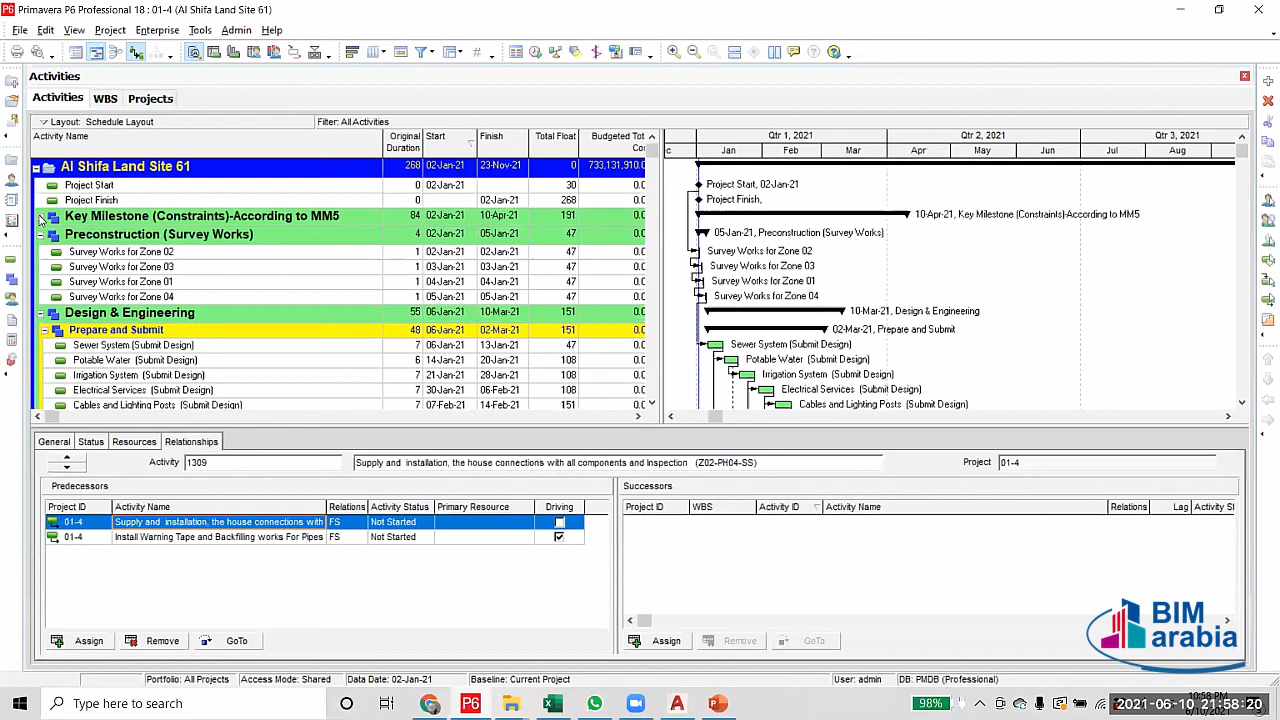 Primavera P6 Professional 18 : 01-4 (Al Shifa Land Site 61)
File Edit View Project Enterprise Tools Admin Help
Activities
Activities WBS Projects
Layout: Schedule Layout Filter: All Activities
Activity Name Original Duration Start Finish Total Float Budgeted Tot Co
Qtr 1, 2021 Qtr 2, 2021 Qtr 3, 2021
c Jan Feb Mar Apr May Jun Jul Aug
Al Shifa Land Site 61 268 02-Jan-21 23-Nov-21 0 733,131,910.0
Project Start 0 02-Jan-21 30 0.0 Project Start, 02-Jan-21
Project Finish 0 02-Jan-21 268 0.0 Project Finish,
Key Milestone (Constraints)-According to MM5 84 02-Jan-21 10-Apr-21 191 0.0 10-Apr-21, Key Milestone (Constraints)-According to MM5
Preconstruction (Survey Works) 4 02-Jan-21 05-Jan-21 47 0.0 05-Jan-21, Preconstruction (Survey Works)
Survey Works for Zone 02 1 02-Jan-21 02-Jan-21 47 0.0 Survey Works for Zone 02
Survey Works for Zone 03 1 03-Jan-21 03-Jan-21 47 0.0 Survey Works for Zone 03
Survey Works for Zone 01 1 04-Jan-21 04-Jan-21 47 0.0 Survey Works for Zone 01
Survey Works for Zone 04 1 05-Jan-21 05-Jan-21 47 0.0 Survey Works for Zone 04
Design & Engineering 55 06-Jan-21 10-Mar-21 151 0.0 10-Mar-21, Design & Engineering
Prepare and Submit 48 06-Jan-21 02-Mar-21 151 0.0 02-Mar-21, Prepare and Submit
Sewer System (Submit Design) 7 06-Jan-21 13-Jan-21 47 0.0 Sewer System (Submit Design)
Potable Water (Submit Design) 6 14-Jan-21 20-Jan-21 108 0.0 Potable Water (Submit Design)
Irrigation System (Submit Design) 7 21-Jan-21 28-Jan-21 108 0.0 Irrigation System (Submit Design)
Electrical Services (Submit Design) 7 30-Jan-21 06-Feb-21 108 0.0 Electrical Services (Submit Design)
Cables and Lighting Posts (Submit Design) 7 07-Feb-21 14-Feb-21 151 0.0 Cables and Lighting Posts (Submit Design)
General Status Resources Relationships
Activity 1309 Supply and installation, the house connections with all components and Inspection (Z02-PH04-SS) Project 01-4
Predecessors Successors
Project ID Activity Name Relations Activity Status Primary Resource Driving
Project ID WBS Activity ID Activity Name Relations Lag Activity St
01-4 Supply and installation, the house connections with FS Not Started
01-4 Install Warning Tape and Backfilling works For Pipes FS Not Started
Assign Remove GoTo Assign Remove GoTo
BIM
arabia
Portfolio: All Projects Access Mode: Shared Data Date: 02-Jan-21 Baseline: Current Project User: admin DB: PMDB (Professional)
Type here to search
98%
10:58 PM
2021-06-10 21:58:20